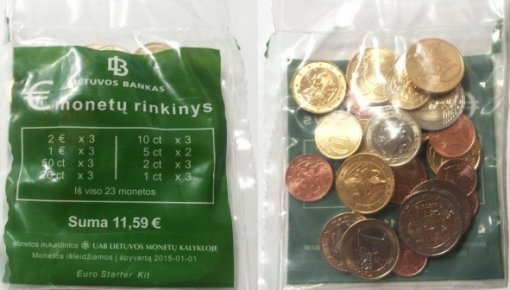 LB
LIETUVOS BANKAS
€ monetų rinkinys
2 € x 3 10 ct x 3
1 € x 3 5 ct x 2
50 ct x 3 2 ct x 3
20 ct x 3 1 ct x 3
Iš viso 23 monetos
Suma 11,59 €
Monetos nukaldintos UAB LIETUVOS MONETŲ KALYKLOJE
Monetos išleidžiamos į apyvartą 2015-01-01
Euro Starter Kit
1